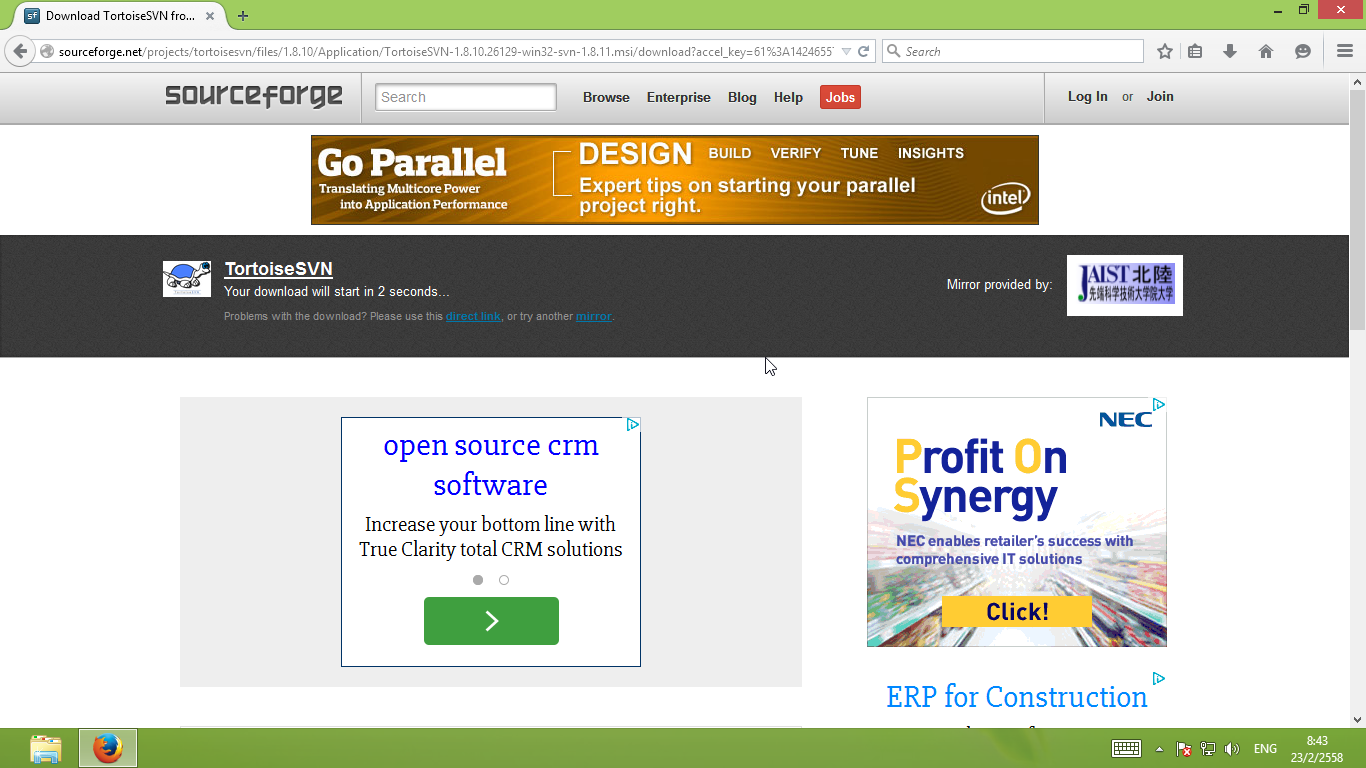 Download TortoiseSVN fro...
sourceforge.net/projects/tortoisesvn/files/1.8.10/Application/TortoiseSVN-1.8.10.26129-win32-svn-1.8.11.msi/download?accel_key=61%3A1424655
Search
sourceforge
Search
Browse Enterprise Blog Help Jobs
Log In or Join
Go Parallel
Translating Multicore Power
into Application Performance
DESIGN BUILD VERIFY TUNE INSIGHTS
Expert tips on starting your parallel
project right.
intel
TortoiseSVN
Your download will start in 2 seconds...
Problems with the download? Please use this direct link, or try another mirror.
Mirror provided by:
JAIST北陸
先端科学技術大学院大学
open source crm
software
Increase your bottom line with
True Clarity total CRM solutions
NEC
Profit On
Synergy
NEC enables retailer's success with
comprehensive IT solutions
Click!
ERP for Construction
ENG
8:43
23/2/2558